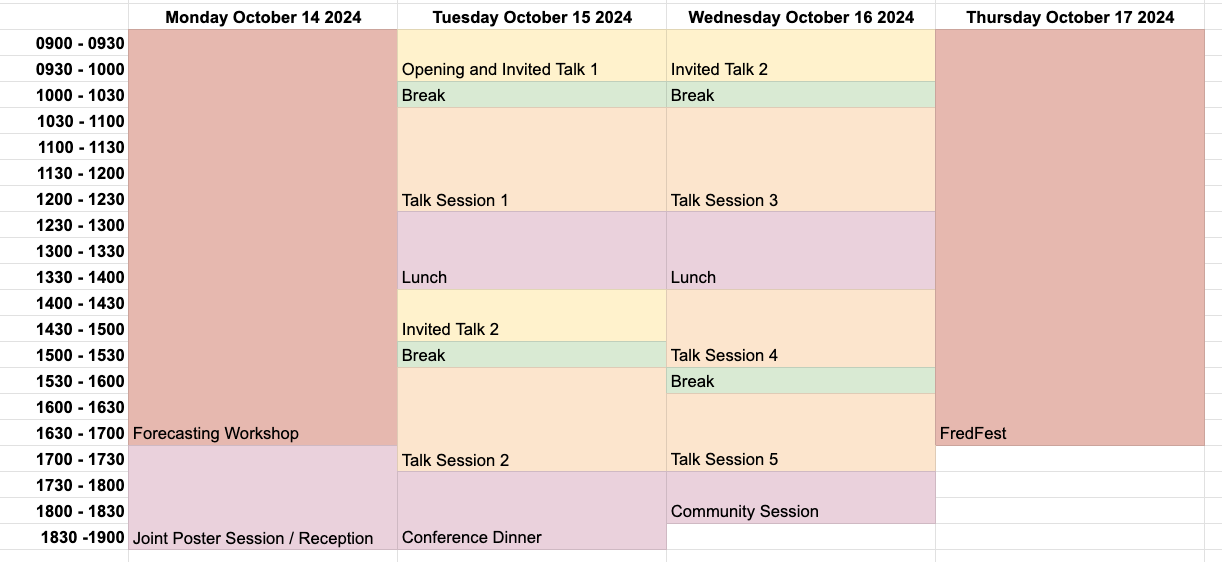 Monday October 14 2024 Tuesday October 15 2024 Wednesday October 16 2024 Thursday October 17 2024
0900 - 0930
0930 - 1000 Opening and Invited Talk 1 Invited Talk 2
1000 - 1030 Break Break
1030 - 1100
1100 - 1130
1130 - 1200
1200 - 1230 Talk Session 1 Talk Session 3
1230 - 1300
1300 - 1330
1330 - 1400 Lunch Lunch
1400 - 1430
1430 - 1500 Invited Talk 2
1500 - 1530 Break Talk Session 4
1530 - 1600 Break
1600 - 1630
1630 - 1700 Forecasting Workshop FredFest
1700 - 1730 Talk Session 2 Talk Session 5
1730 - 1800
1800 - 1830 Community Session
1830 -1900 Joint Poster Session / Reception Conference Dinner